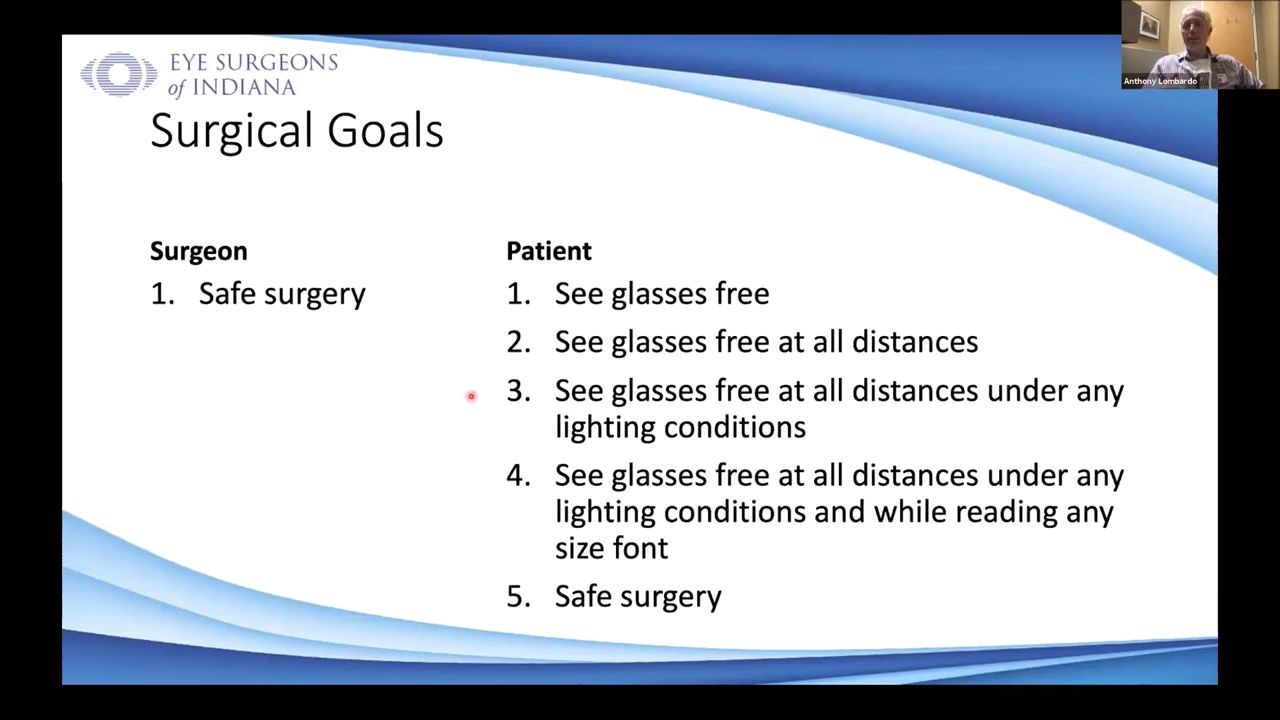 EYE SURGEONS
of INDIANA
Anthony Lombardo
Surgical Goals
Surgeon
1. Safe surgery
Patient
1. See glasses free
2. See glasses free at all distances
3. See glasses free at all distances under any
lighting conditions
4. See glasses free at all distances under any
lighting conditions and while reading any
size font
5. Safe surgery